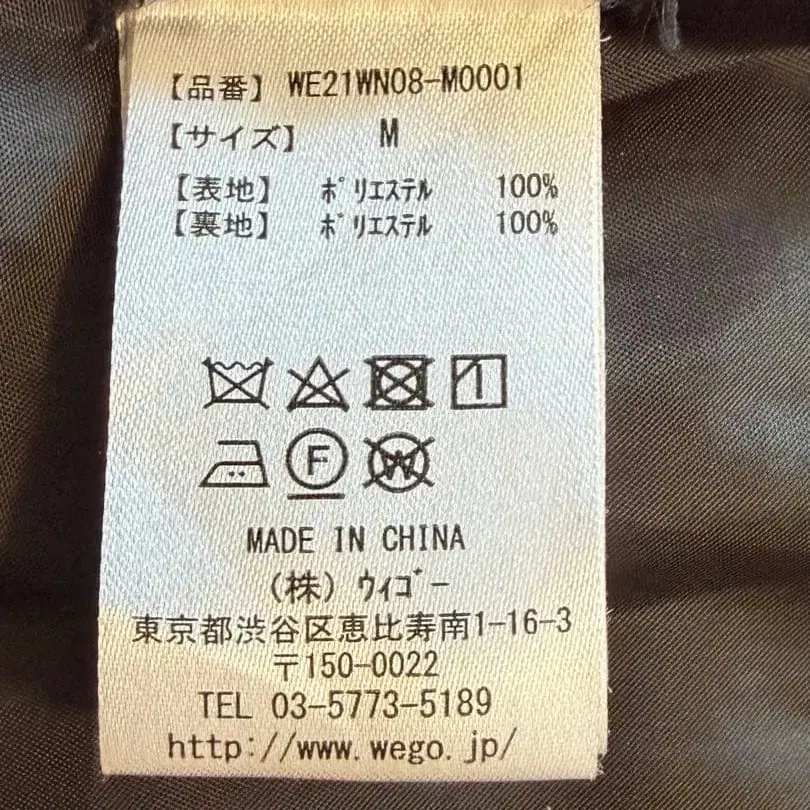 【品番】 WE21WN08-M0001
【サイズ】 M
【表地】 ﾎﾟﾘｴｽﾃﾙ 100%
【裏地】 ﾎﾟﾘｴｽﾃﾙ 100%
F
W
MADE IN CHINA
(株) ｳｨｺﾞｰ
東京都渋谷区恵比寿南1-16-3
〒150-0022
TEL 03-5773-5189
http://www.wego.jp/